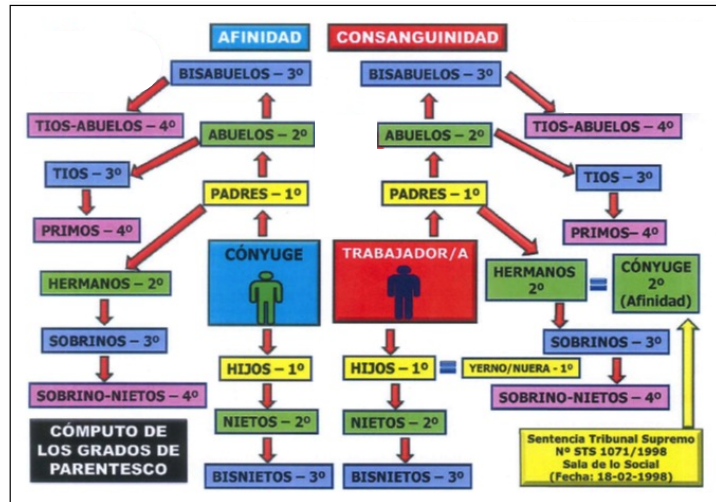 AFINIDAD
CONSANGUINIDAD
BISABUELOS – 3º
BISABUELOS – 3º
TIOS-ABUELOS – 4º
ABUELOS – 2º
ABUELOS – 2º
TIOS-ABUELOS – 4º
TIOS – 3º
PADRES – 1º
PADRES – 1º
TIOS – 3º
PRIMOS – 4º
PRIMOS– 4º
CÓNYUGE
TRABAJADOR/A
HERMANOS – 2º
HERMANOS
2º
=
CÓNYUGE
2º
(Afinidad)
SOBRINOS – 3º
SOBRINOS – 3º
HIJOS – 1º
HIJOS – 1º
=
YERNO/NUERA - 1º
SOBRINO-NIETOS – 4º
SOBRINO-NIETOS – 4º
NIETOS – 2º
NIETOS – 2º
CÓMPUTO DE
LOS GRADOS DE
PARENTESCO
BISNIETOS – 3º
BISNIETOS – 3º
Sentencia Tribunal Supremo
Nº STS 1071/1998
Sala de lo Social
(Fecha: 18-02-1998)